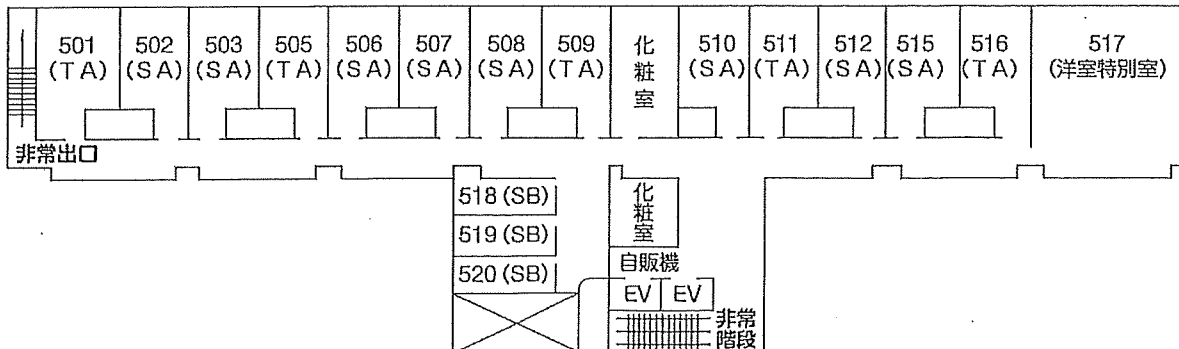 501
(TA)
502
(SA)
503
(SA)
505
(TA)
506
(SA)
507
(SA)
508
(SA)
509
(TA)
化粧室
510
(SA)
511
(TA)
512
(SA)
515
(SA)
516
(TA)
517
(洋室特別室)
非常出口
518(SB)
519(SB)
520(SB)
化粧室
自販機
EV
EV
非常
階段